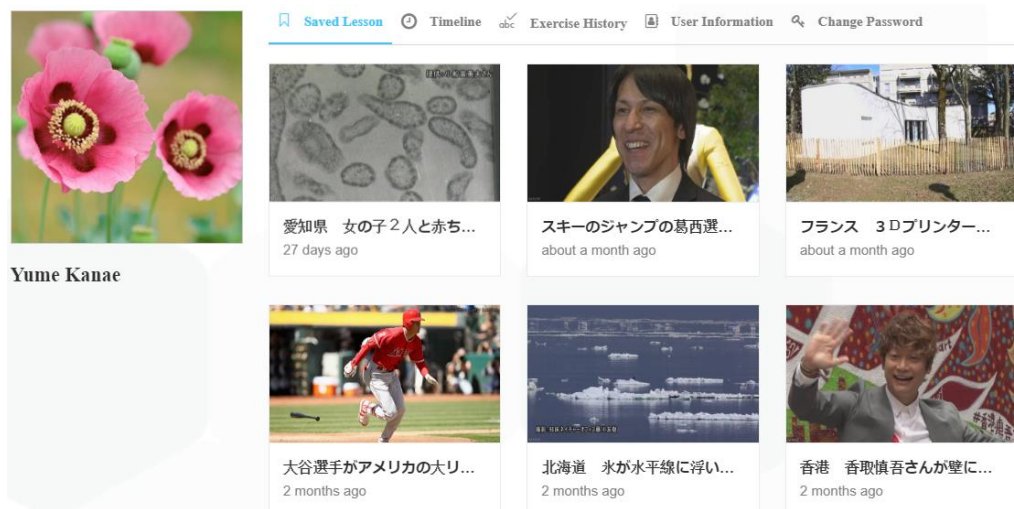 Saved Lesson
Timeline
Exercise History
User Information
Change Password
Yume Kanae
愛知県　女の子２人と赤ち...
27 days ago
スキーのジャンプの葛西選...
about a month ago
フランス　３Ｄプリンター...
about a month ago
大谷選手がアメリカの大リ...
2 months ago
北海道　氷が水平線に浮い...
2 months ago
香港　香取慎吾さんが壁に...
2 months ago